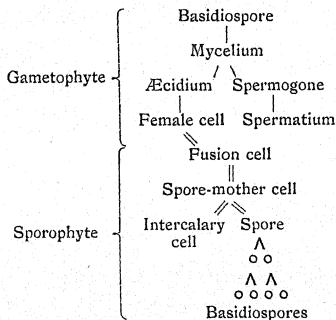 Basidiospore
Mycelium
Gametophyte
Æcidium Spermogone
Female cell Spermatium
Fusion cell
Spore-mother cell
Sporophyte
Intercalary cell
Spore
Basidiospores